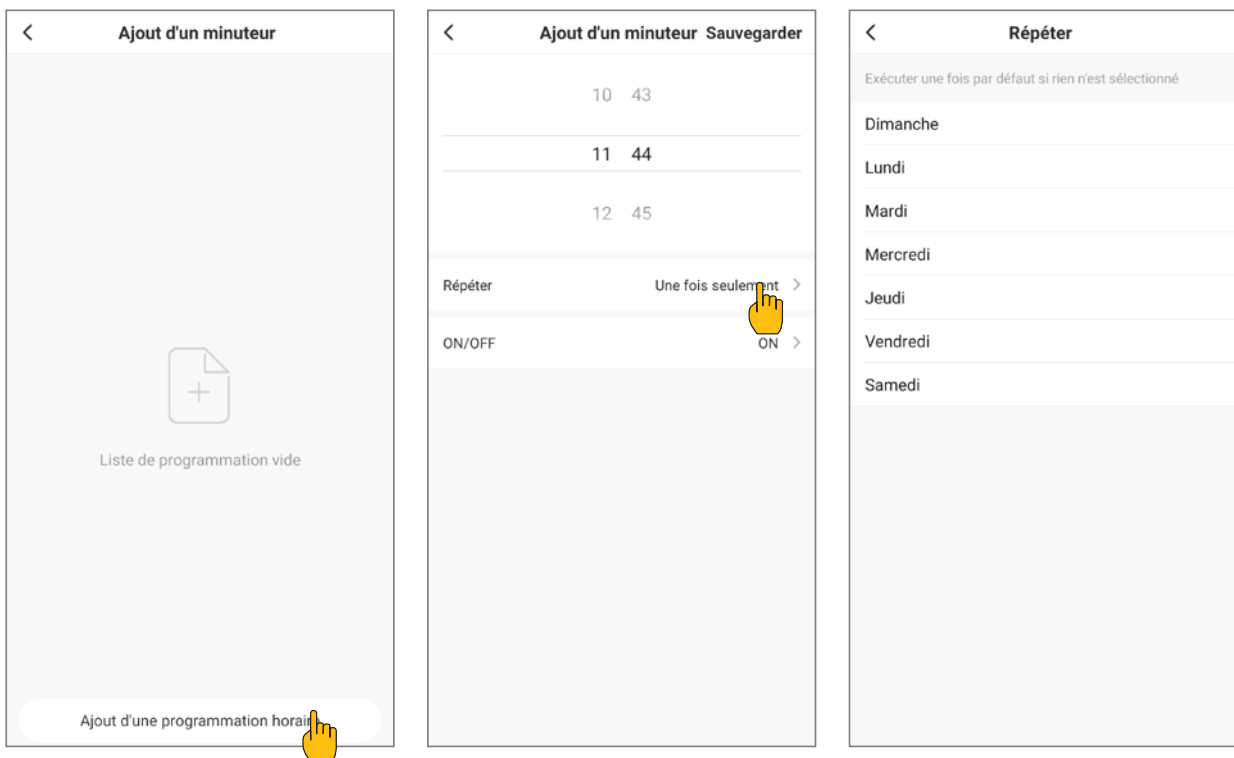 Ajout d'un minuteur
Liste de programmation vide
Ajout d'une programmation horaire
Ajout d'un minuteur Sauvegarder
10 43
11 44
12 45
Répéter Une fois seulement
ON/OFF ON
Répéter
Exécuter une fois par défaut si rien n'est sélectionné
Dimanche
Lundi
Mardi
Mercredi
Jeudi
Vendredi
Samedi